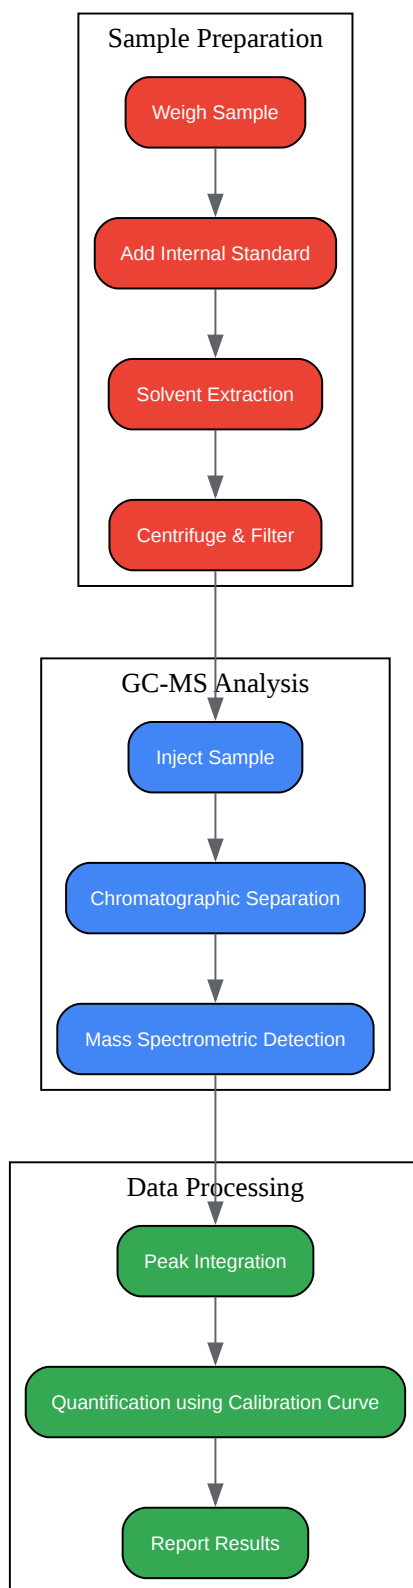 Sample Preparation
Weigh Sample
Add Internal Standard
Solvent Extraction
Centrifuge & Filter
GC-MS Analysis
Inject Sample
Chromatographic Separation
Mass Spectrometric Detection
Data Processing
Peak Integration
Quantification using Calibration Curve
Report Results